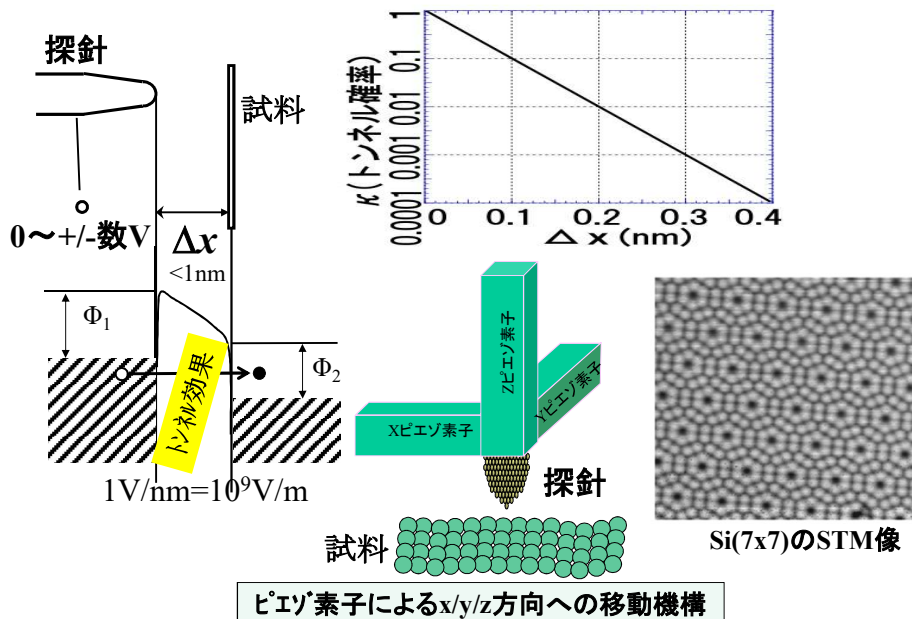 探針
試料
0～+/-数V
Δx
<1nm
Φ1
Φ2
トンネル効果
1V/nm=10⁹V/m
κ(トンネル確率)
1
0.1
0.01
0.001
0.0001
0
0.1
0.2
0.3
0.4
Δx(nm)
Zピエゾ素子
Yピエゾ素子
Xピエゾ素子
探針
試料
Si(7x7)のSTM像
ピエゾ素子によるx/y/z方向への移動機構